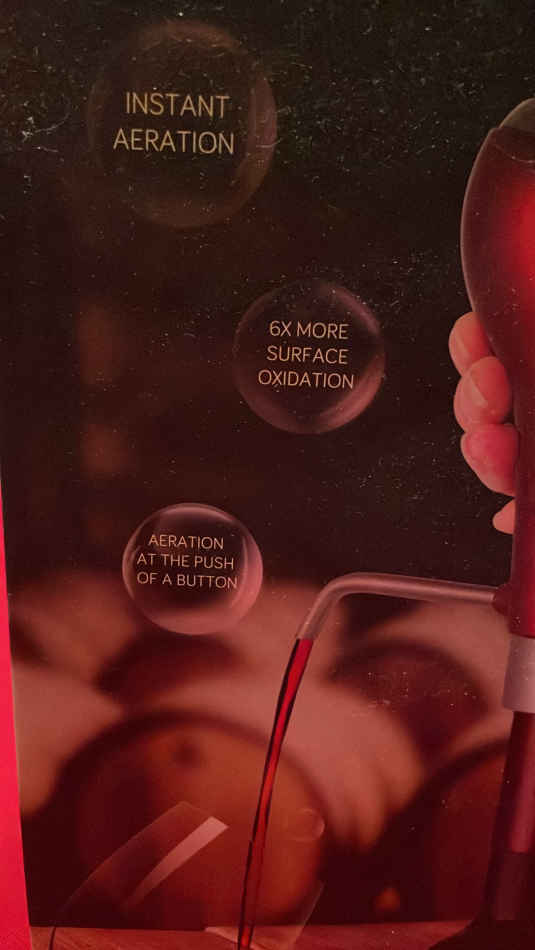 INSTANT
AERATION
6X MORE
SURFACE
OXIDATION
AERATION
AT THE PUSH
OF A BUTTON